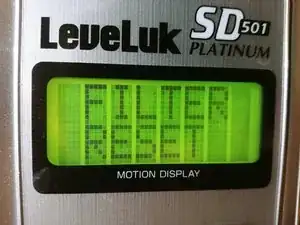 LeveLuk SD501
PLATINUM
FILTER
RESET
MOTION DISPLAY